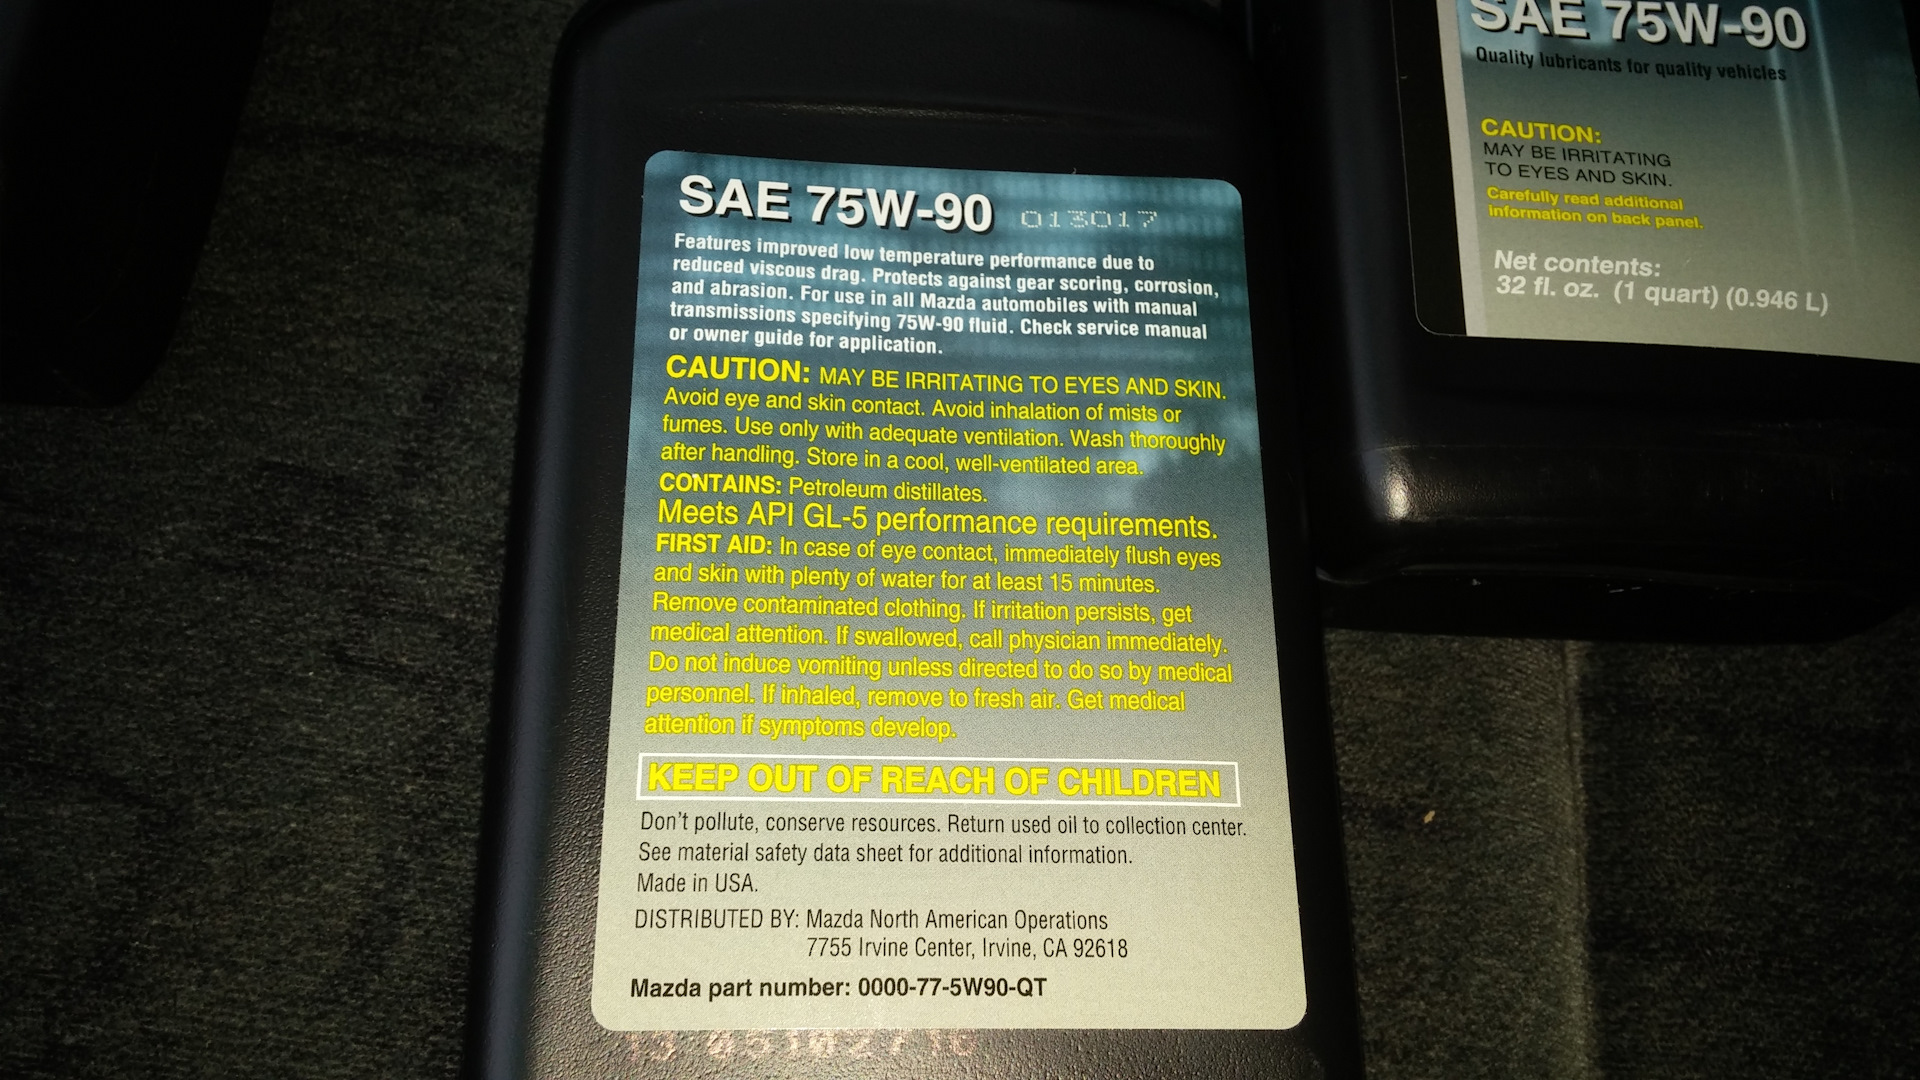 SAE 75W-90 013017
Features improved low temperature performance due to
reduced viscous drag. Protects against gear scoring, corrosion,
and abrasion. For use in all Mazda automobiles with manual
transmissions specifying 75W-90 fluid. Check service manual
or owner guide for application.
CAUTION: MAY BE IRRITATING TO EYES AND SKIN.
Avoid eye and skin contact. Avoid inhalation of mists or
fumes. Use only with adequate ventilation. Wash thoroughly
after handling. Store in a cool, well-ventilated area.
CONTAINS: Petroleum distillates.
Meets API GL-5 performance requirements.
FIRST AID: In case of eye contact, immediately flush eyes
and skin with plenty of water for at least 15 minutes.
Remove contaminated clothing. If irritation persists, get
medical attention. If swallowed, call physician immediately.
Do not induce vomiting unless directed to do so by medical
personnel. If inhaled, remove to fresh air. Get medical
attention if symptoms develop.
KEEP OUT OF REACH OF CHILDREN
Don't pollute, conserve resources. Return used oil to collection center.
See material safety data sheet for additional information.
Made in USA.
DISTRIBUTED BY: Mazda North American Operations
7755 Irvine Center, Irvine, CA 92618
Mazda part number: 0000-77-5W90-QT
SAE 75W-90
Quality lubricants for quality vehicles
CAUTION:
MAY BE IRRITATING
TO EYES AND SKIN.
Carefully read additional
information on back panel.
Net contents:
32 fl. oz. (1 quart) (0.946 L)